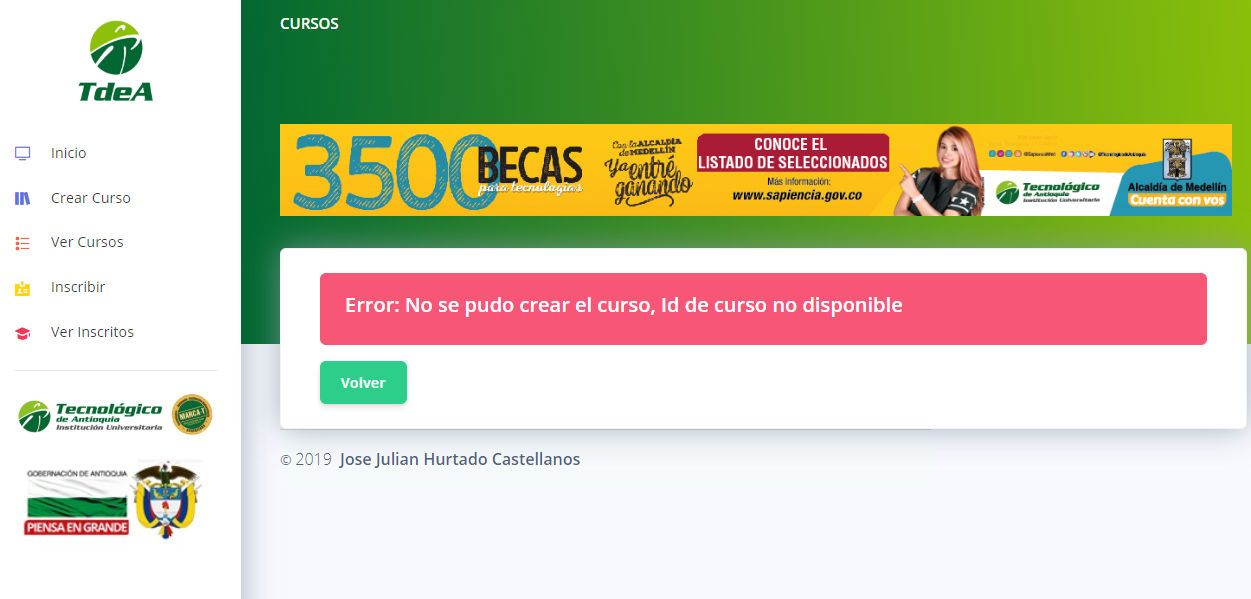 TdeA
Inicio
Crear Curso
Ver Cursos
Inscribir
Ver Inscritos
Tecnológico
de Antioquia
Institución Universitaria
GOBERNACIÓN DE ANTIOQUIA
PIENSA EN GRANDE
CURSOS
3500 BECAS
para tecnologías
Con la ALCALDÍA
de MEDELLÍN
Ya entré
ganando
CONOCE EL
LISTADO DE SELECCIONADOS
Más información:
www.sapiencia.gov.co
Tecnológico
de Antioquia
Institución Universitaria
Alcaldía de Medellín
Cuenta con vos
Error: No se pudo crear el curso, Id de curso no disponible
Volver
© 2019 Jose Julian Hurtado Castellanos